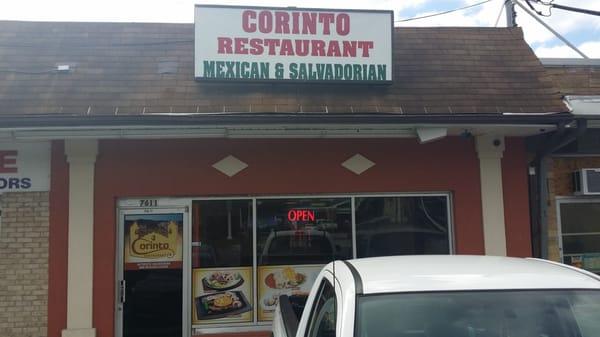 CORINTO
RESTAURANT
MEXICAN & SALVADORIAN
7611
OPEN
Corinto